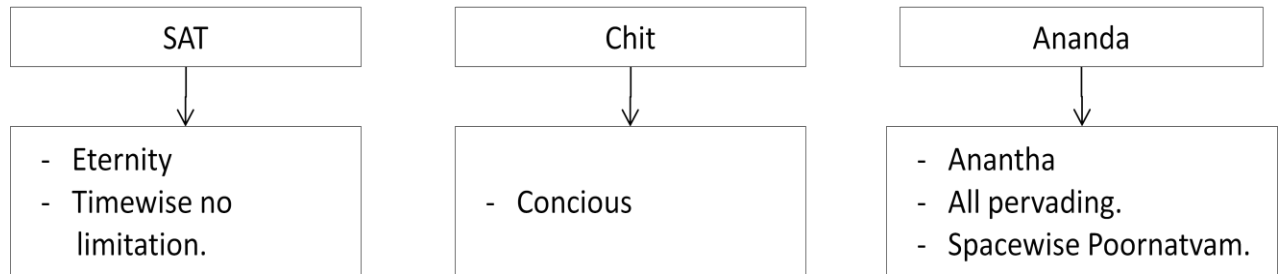 SAT
Chit
Ananda
- Eternity
- Timewise no
limitation.
- Concious
- Anantha
- All pervading.
- Spacewise Poornatvam.